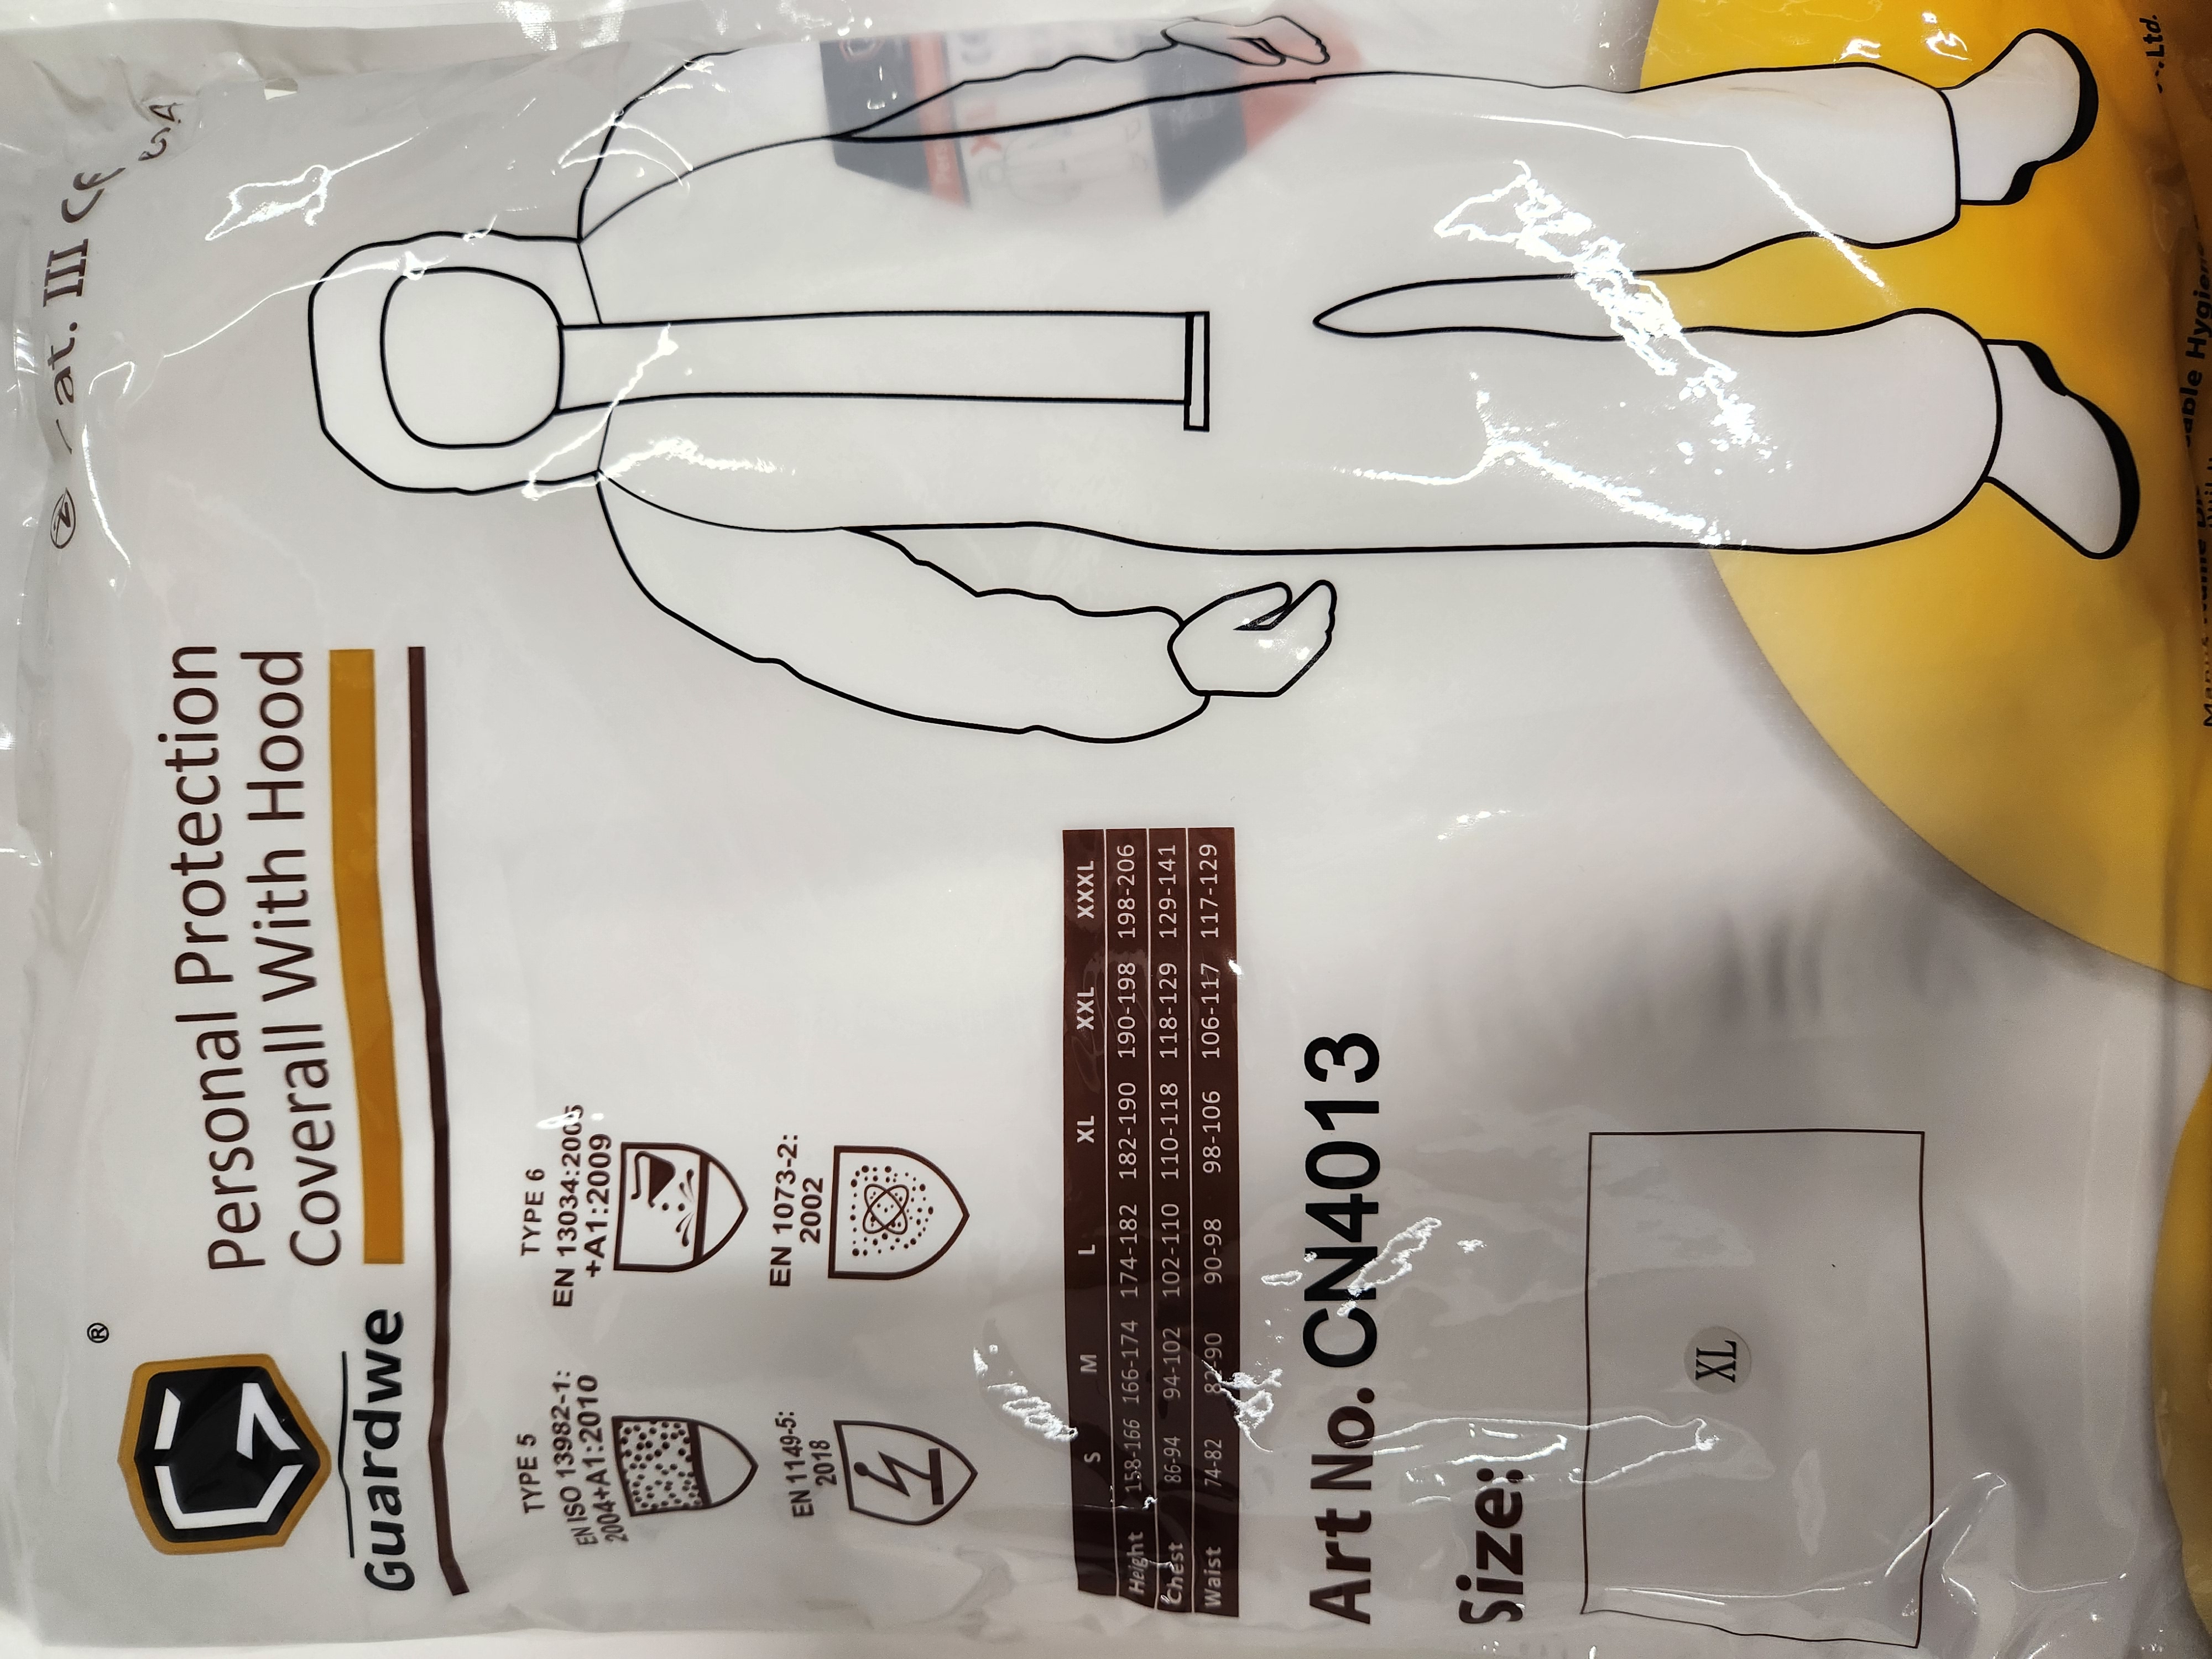 Cat. III CE
®
Guardwe
Personal Protection
Coverall With Hood
TYPE 5
EN ISO 13982-1:
2004+A1:2010
TYPE 6
EN 13034:2005
+A1:2009
EN 1149-5:
2018
EN 1073-2:
2002
S M L XL XXL XXXL
Height 158-166 166-174 174-182 182-190 190-198 198-206
Chest 86-94 94-102 102-110 110-118 118-129 129-141
Waist 74-82 82-90 90-98 98-106 106-117 117-129
Art No. CN4013
Size:
XL
Ltd.